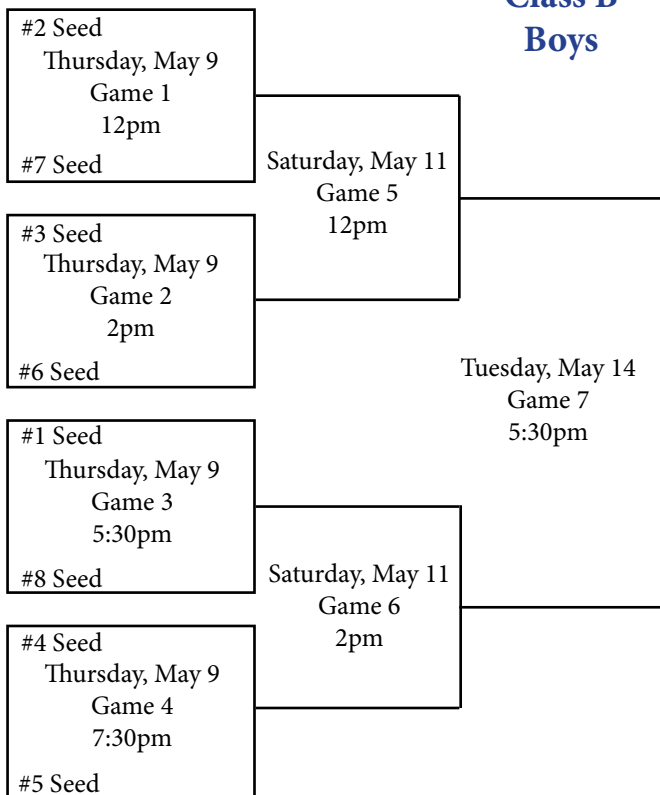 Class B
Boys
#2 Seed
Thursday, May 9
Game 1
12pm
#7 Seed
Saturday, May 11
Game 5
12pm
#3 Seed
Thursday, May 9
Game 2
2pm
#6 Seed
Tuesday, May 14
Game 7
5:30pm
#1 Seed
Thursday, May 9
Game 3
5:30pm
#8 Seed
Saturday, May 11
Game 6
2pm
#4 Seed
Thursday, May 9
Game 4
7:30pm
#5 Seed